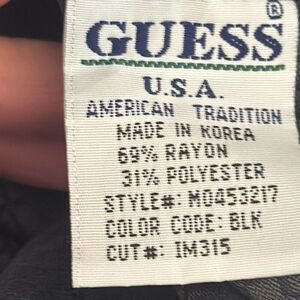 GUESS®
U.S.A.
AMERICAN TRADITION
MADE IN KOREA
69% RAYON
31% POLYESTER
STYLE#: M0453217
COLOR CODE: BLK
CUT#: IM315